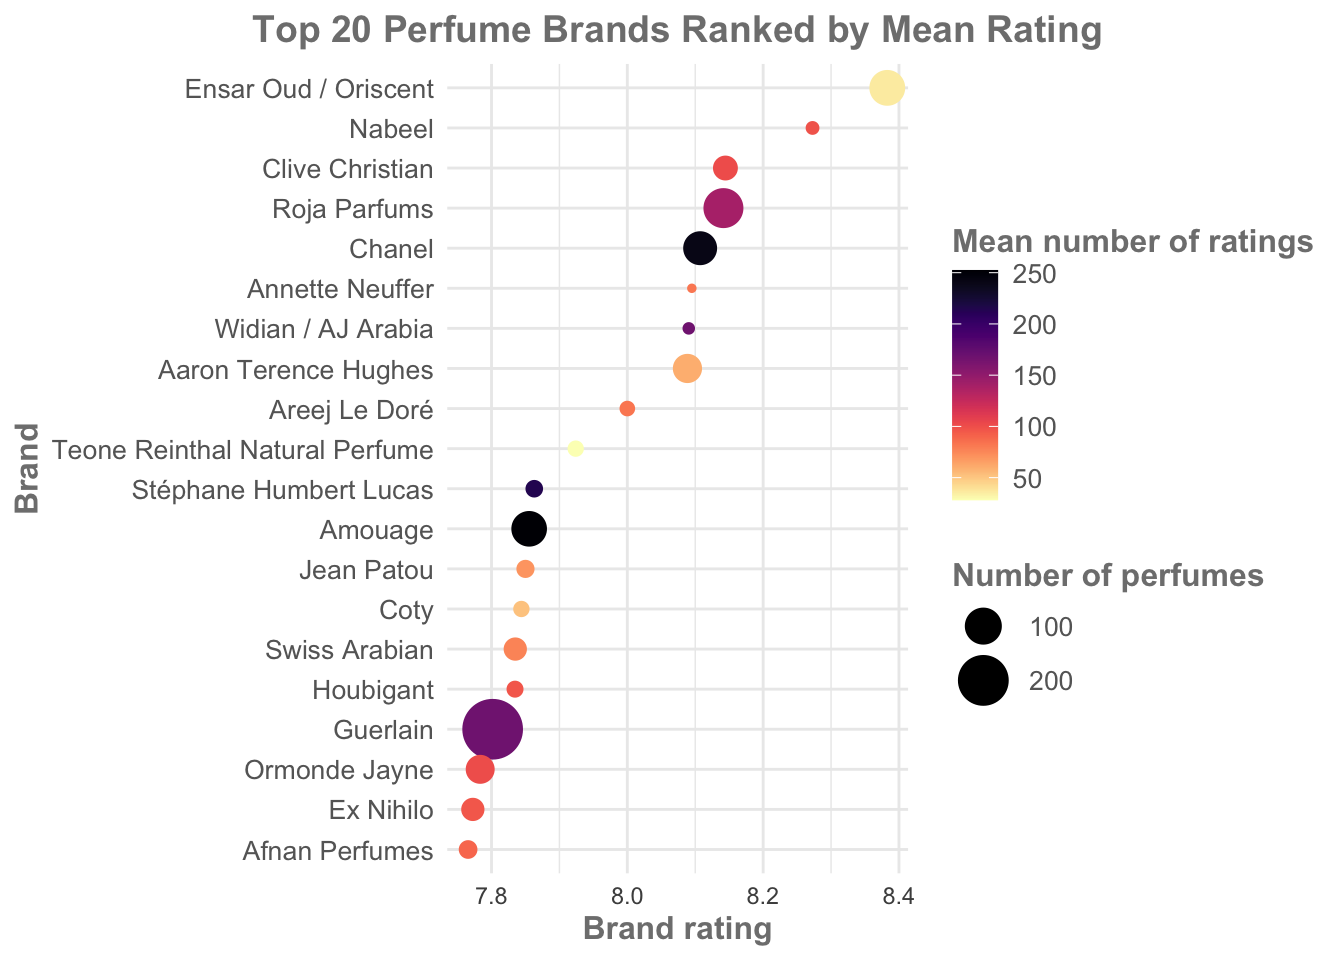 Top 20 Perfume Brands Ranked by Mean Rating
Ensar Oud / Oriscent
Nabeel
Clive Christian
Roja Parfums
Chanel
Annette Neuffer
Widian / AJ Arabia
Aaron Terence Hughes
Areej Le Doré
Teone Reinthal Natural Perfume
Stéphane Humbert Lucas
Amouage
Jean Patou
Coty
Swiss Arabian
Houbigant
Guerlain
Ormonde Jayne
Ex Nihilo
Afnan Perfumes
Brand
7.8 8.0 8.2 8.4
Brand rating
Mean number of ratings
250
200
150
100
50
Number of perfumes
100
200